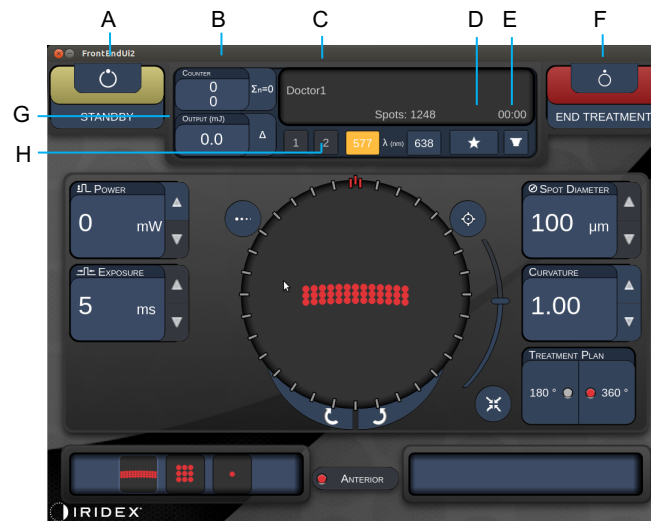 A
B
C
D
E
F
FrontEndUi2
COUNTER
0
0
Σn=0
Doctor1
Spots: 1248
00:00
STANDBY
END TREATMENT
G
OUTPUT (mJ)
0.0
Δ
H
1
2
577
λ (nm)
638
POWER
0
mW
EXPOSURE
5
ms
SPOT DIAMETER
100
µm
CURVATURE
1.00
TREATMENT PLAN
180 °
360 °
ANTERIOR
IRIDEX